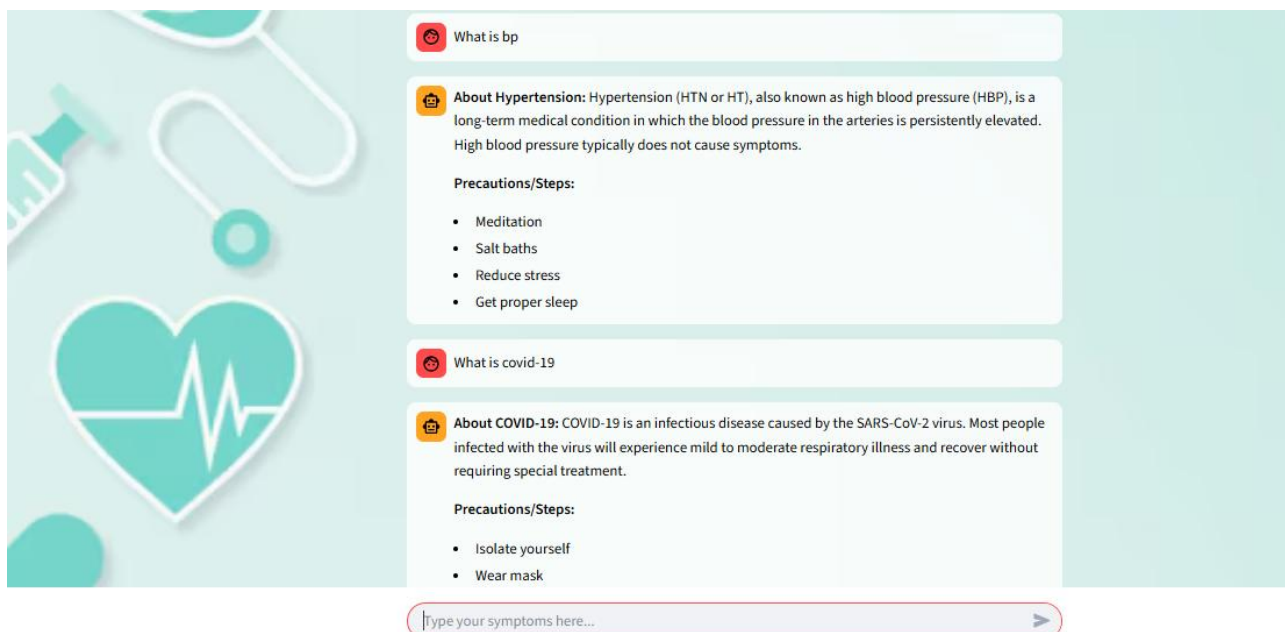 What is bp
About Hypertension: Hypertension (HTN or HT), also known as high blood pressure (HBP), is a
long-term medical condition in which the blood pressure in the arteries is persistently elevated.
High blood pressure typically does not cause symptoms.
Precautions/Steps:
• Meditation
• Salt baths
• Reduce stress
• Get proper sleep
What is covid-19
About COVID-19: COVID-19 is an infectious disease caused by the SARS-CoV-2 virus. Most people
infected with the virus will experience mild to moderate respiratory illness and recover without
requiring special treatment.
Precautions/Steps:
• Isolate yourself
• Wear mask
Type your symptoms here...